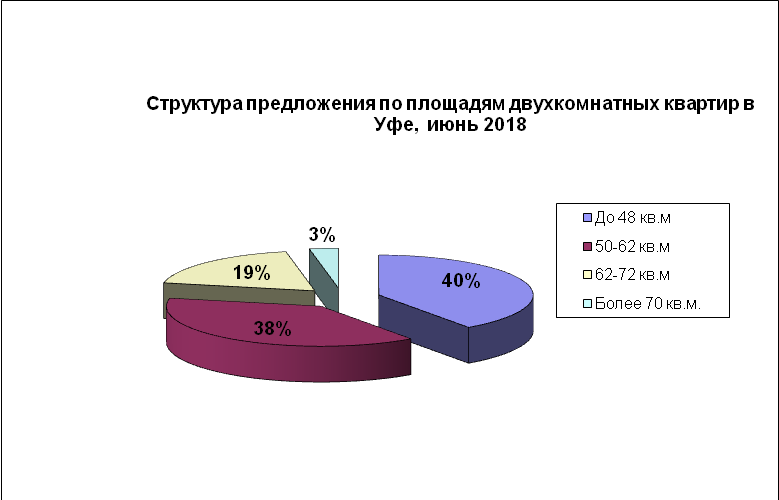 Структура предложения по площадям двухкомнатных квартир в
Уфе, июнь 2018
3%
19%
40%
38%
До 48 кв.м
50-62 кв.м
62-72 кв.м
Более 70 кв.м.